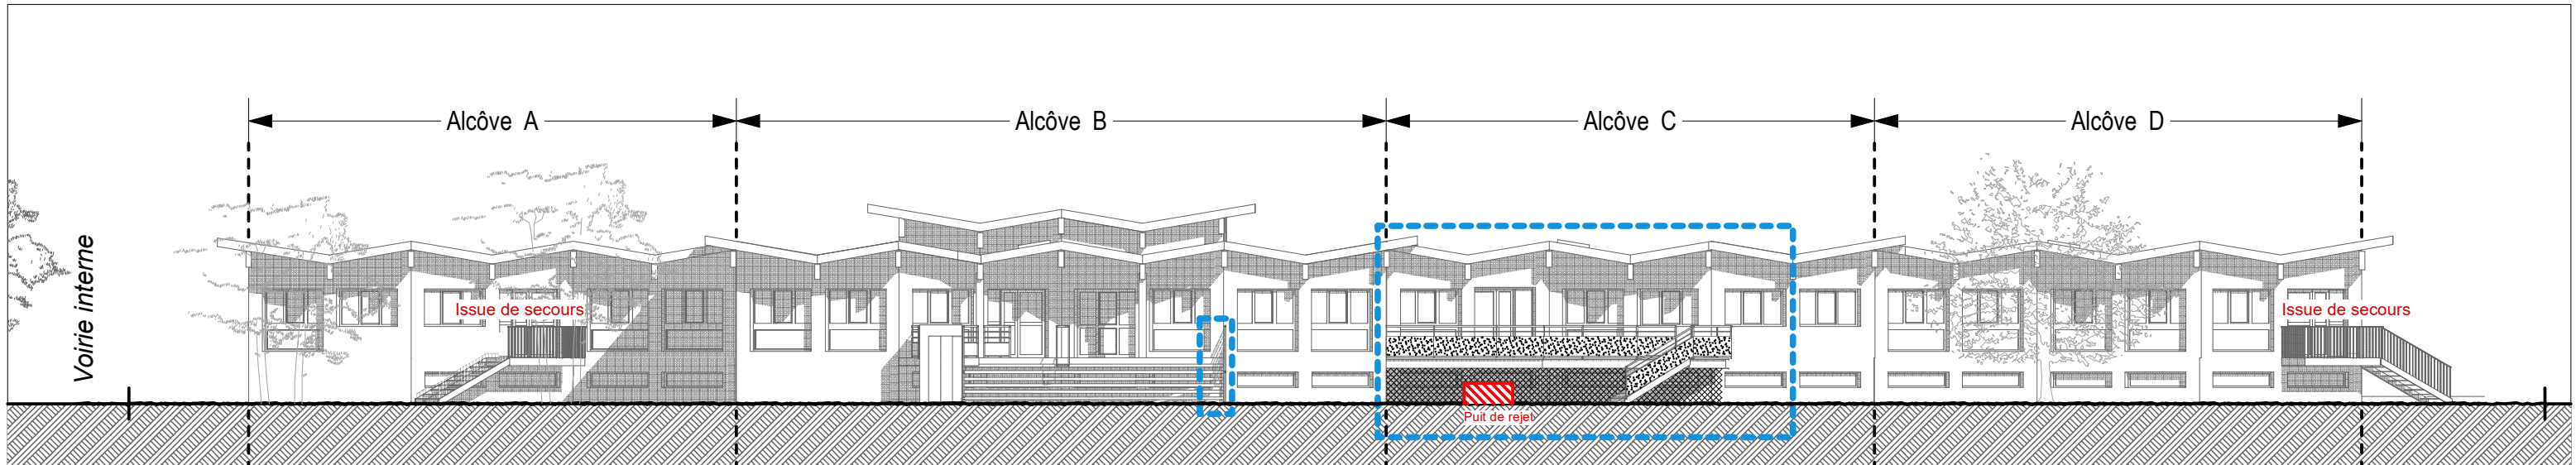 Alcôve A
Alcôve B
Alcôve C
Alcôve D
Voirie interne
Issue de secours
Issue de secours
Puit de rejet